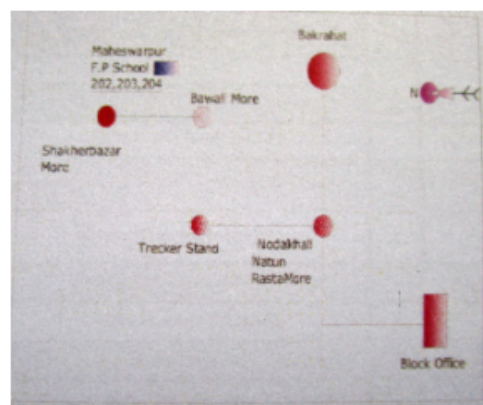 Bakrahat
Maheswarpur
F.P School
202,203,204
N
Bawali More
Shakherbazar
More
Trecker Stand
Nodakhali
Natun
RastaMore
Block Office